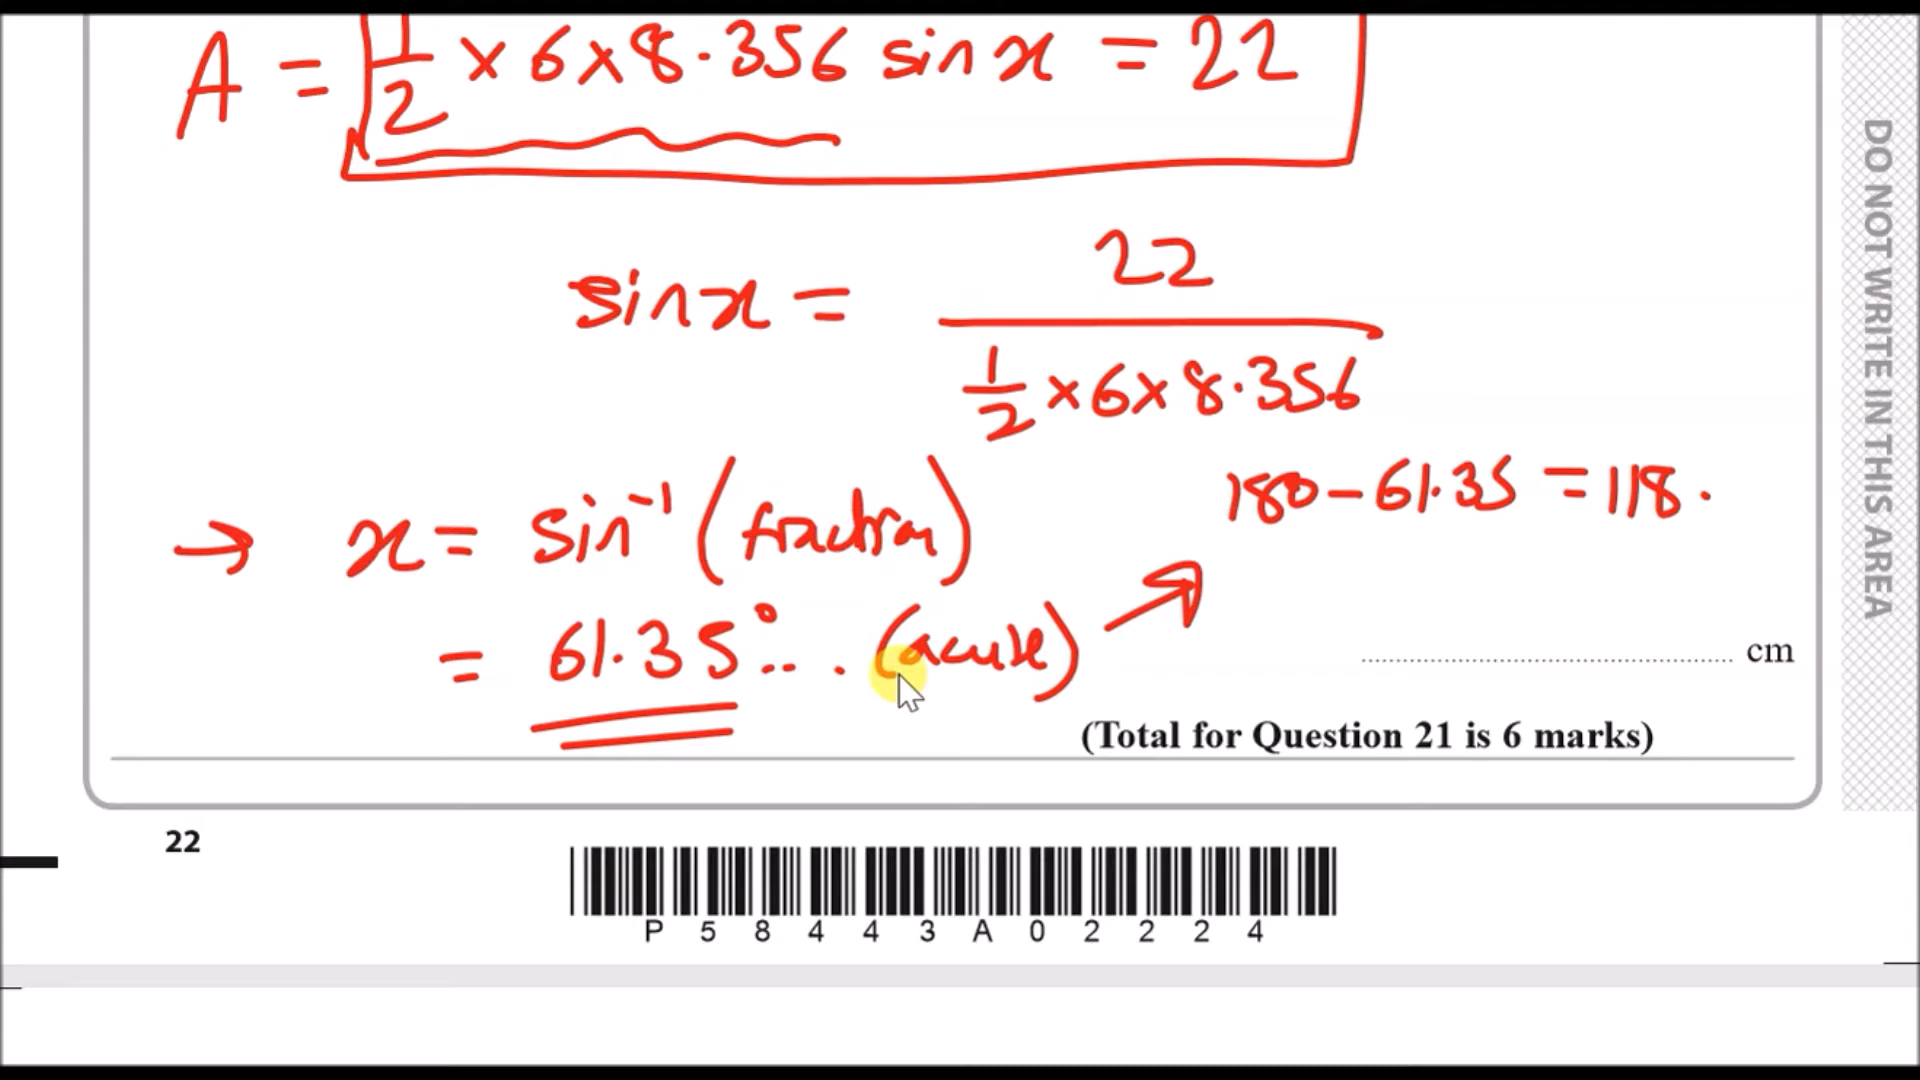 A = 1/2 × 6 × 8.356 sin x = 22
sin x = 22 / (1/2 × 6 × 8.356)
180 − 61.35 = 118.
→ x = sin⁻¹ (fraction)
= 61.35°... (acute)
.......................................................... cm
(Total for Question 21 is 6 marks)
22
P 5 8 4 4 3 A 0 2 2 2 4
DO NOT WRITE IN THIS AREA